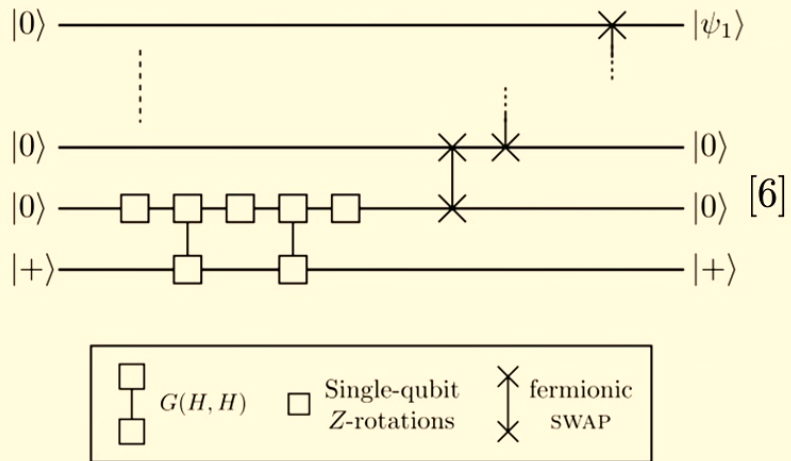 |0⟩ |ψ₁⟩
|0⟩ |0⟩
|0⟩ |0⟩ [6]
|+⟩ |+⟩
G(H, H)
Single-qubit
Z-rotations
fermionic
SWAP